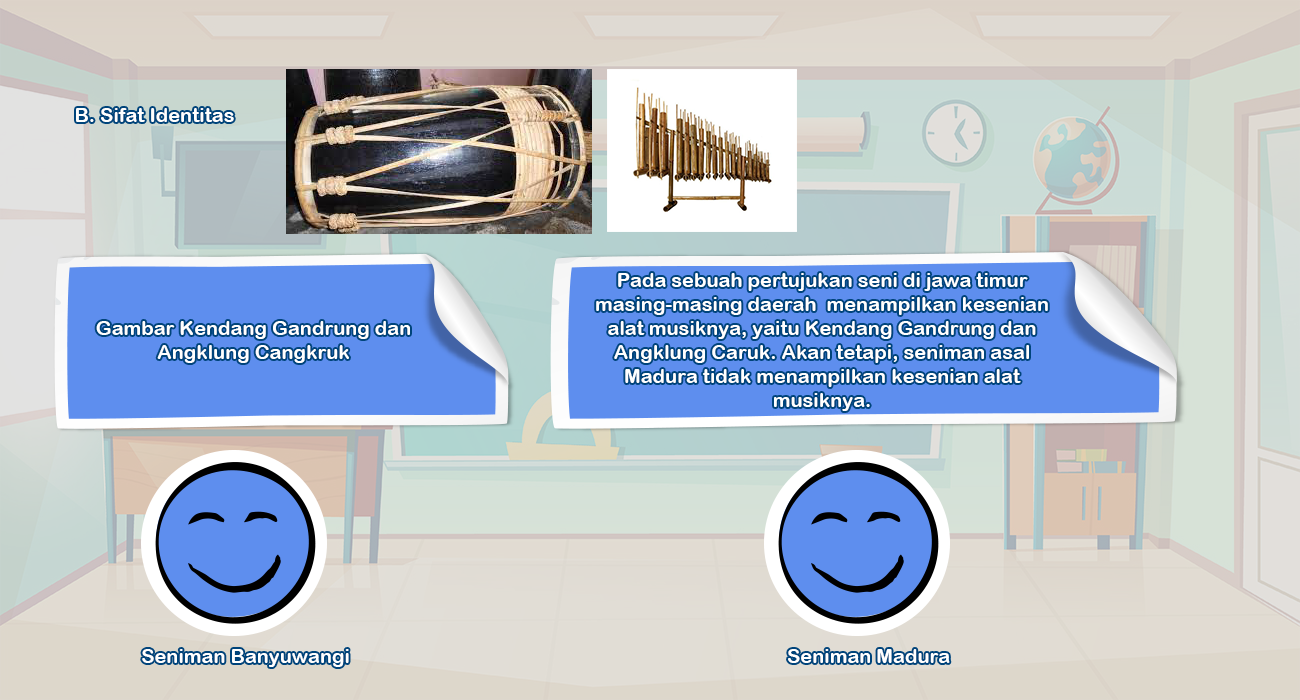 B. Sifat Identitas
Gambar Kendang Gandrung dan
Angklung Cangkruk
Pada sebuah pertujukan seni di jawa timur
masing-masing daerah menampilkan kesenian
alat musiknya, yaitu Kendang Gandrung dan
Angklung Caruk. Akan tetapi, seniman asal
Madura tidak menampilkan kesenian alat
musiknya.
Seniman Banyuwangi
Seniman Madura